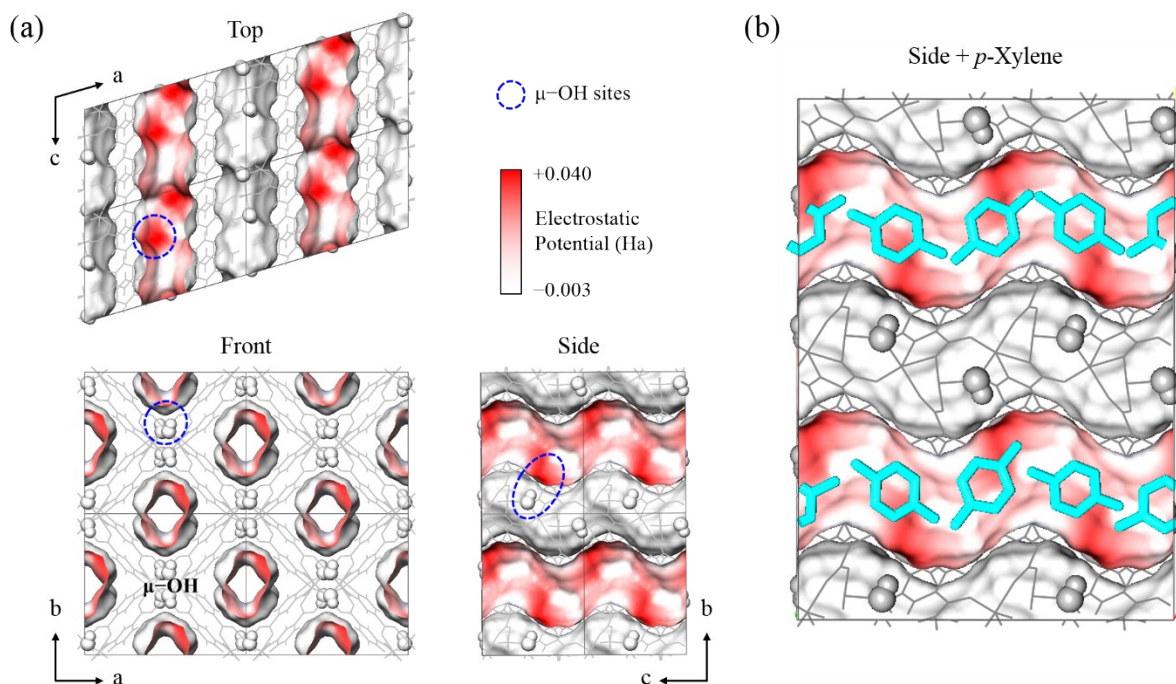 (a)
Top
a
c
μ−OH sites
+0.040
Electrostatic
Potential (Ha)
−0.003
Front
Side
μ−OH
b
a
b
c
(b)
Side + p-Xylene